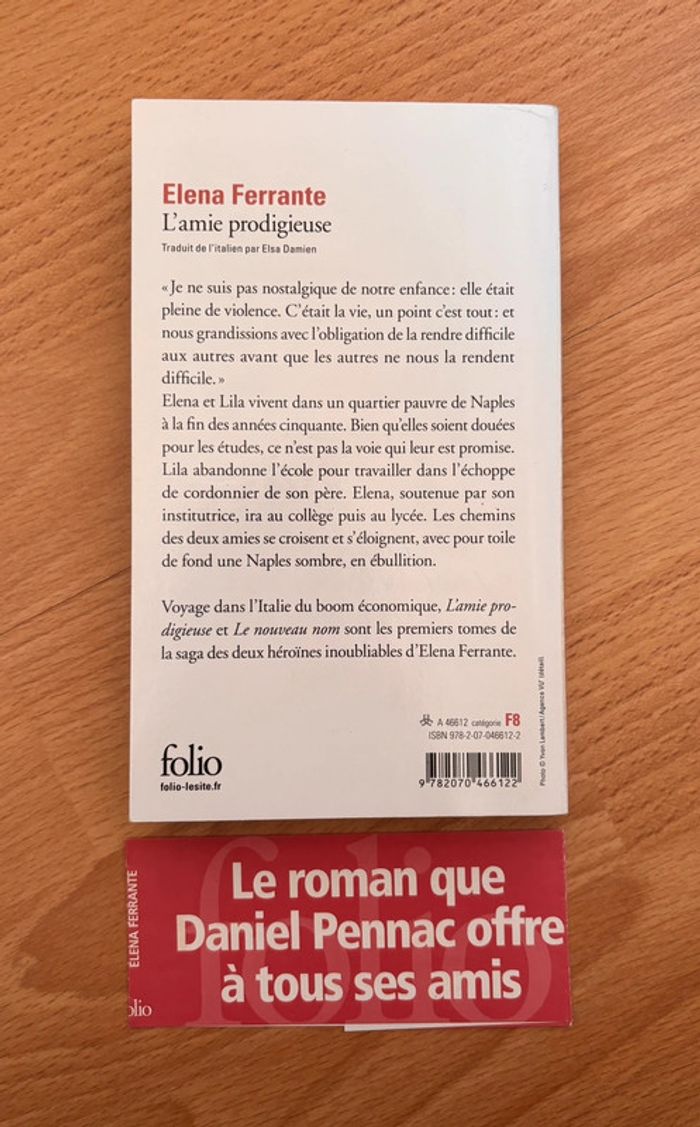 Elena Ferrante
L'amie prodigieuse
Traduit de l'italien par Elsa Damien
« Je ne suis pas nostalgique de notre enfance : elle était
pleine de violence. C'était la vie, un point c'est tout : et
nous grandissions avec l'obligation de la rendre difficile
aux autres avant que les autres ne nous la rendent
difficile. »
Elena et Lila vivent dans un quartier pauvre de Naples
à la fin des années cinquante. Bien qu'elles soient douées
pour les études, ce n'est pas la voie qui leur est promise.
Lila abandonne l'école pour travailler dans l'échoppe
de cordonnier de son père. Elena, soutenue par son
institutrice, ira au collège puis au lycée. Les chemins
des deux amies se croisent et s'éloignent, avec pour toile
de fond une Naples sombre, en ébullition.
Voyage dans l'Italie du boom économique, L'amie pro-
digieuse et Le nouveau nom sont les premiers tomes de
la saga des deux héroïnes inoubliables d'Elena Ferrante.
Photo © Yvon Lambert / Agence VU' (détail).
A 46612 catégorie F8
ISBN 978-2-07-046612-2
9 782070 466122
folio
folio-lesite.fr
ELENA FERRANTE
olio
folio
Le roman que
Daniel Pennac offre
à tous ses amis